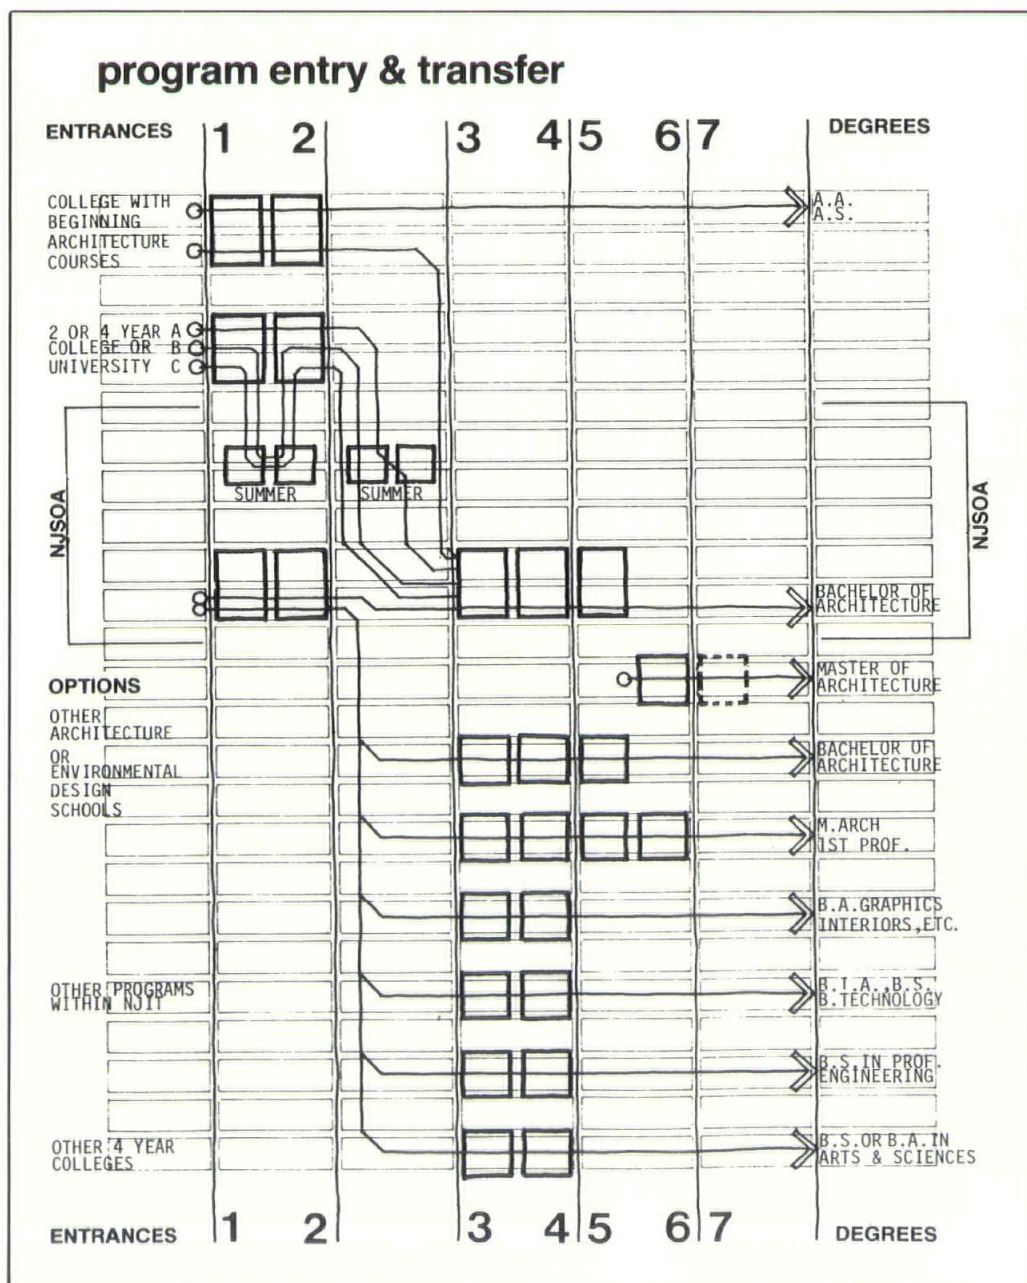 program entry & transfer
ENTRANCES 1 2 3 4 5 6 7 DEGREES
COLLEGE WITH
BEGINNING
ARCHITECTURE
COURSES
A.A.
A.S.
2 OR 4 YEAR A
COLLEGE OR B
UNIVERSITY C
NJSOA
SUMMER SUMMER
NJSOA
BACHELOR OF
ARCHITECTURE
MASTER OF
ARCHITECTURE
OPTIONS
OTHER
ARCHITECTURE
OR
ENVIRONMENTAL
DESIGN
SCHOOLS
BACHELOR OF
ARCHITECTURE
M.ARCH
1ST PROF.
B.A.GRAPHICS
INTERIORS,ETC.
OTHER PROGRAMS
WITHIN NJIT
B.T.A.,B.S.
B.TECHNOLOGY
B.S.IN PROF.
ENGINEERING
OTHER 4 YEAR
COLLEGES
B.S.OR B.A.IN
ARTS & SCIENCES
ENTRANCES 1 2 3 4 5 6 7 DEGREES